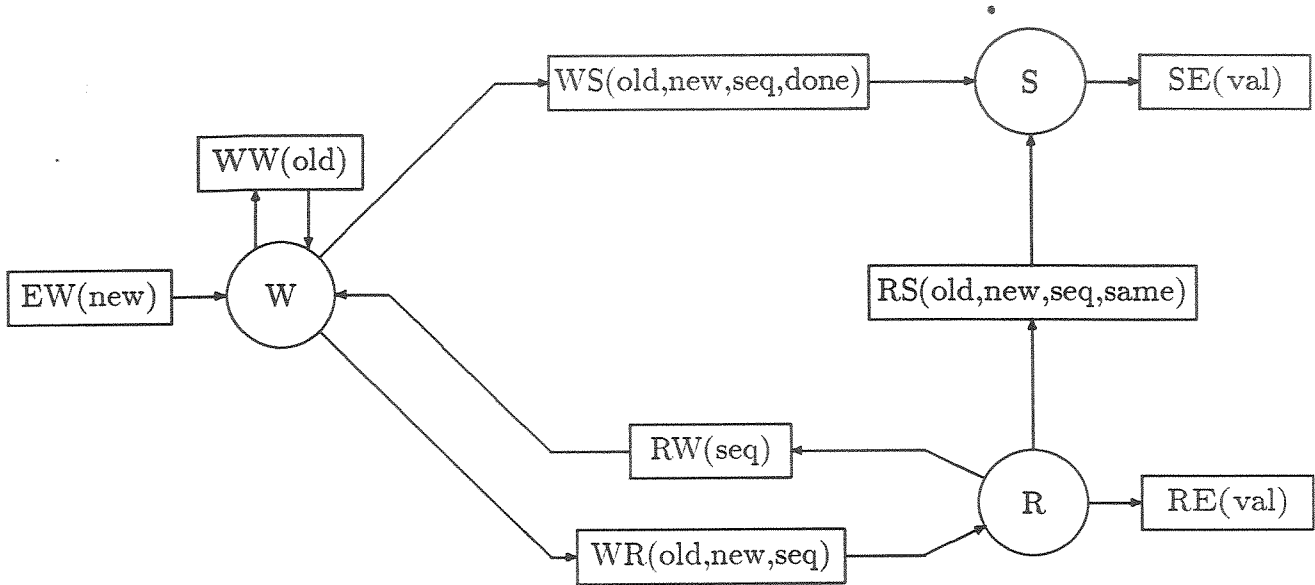 WS(old,new,seq,done)
S
SE(val)
WW(old)
EW(new)
W
RS(old,new,seq,same)
RW(seq)
R
RE(val)
WR(old,new,seq)